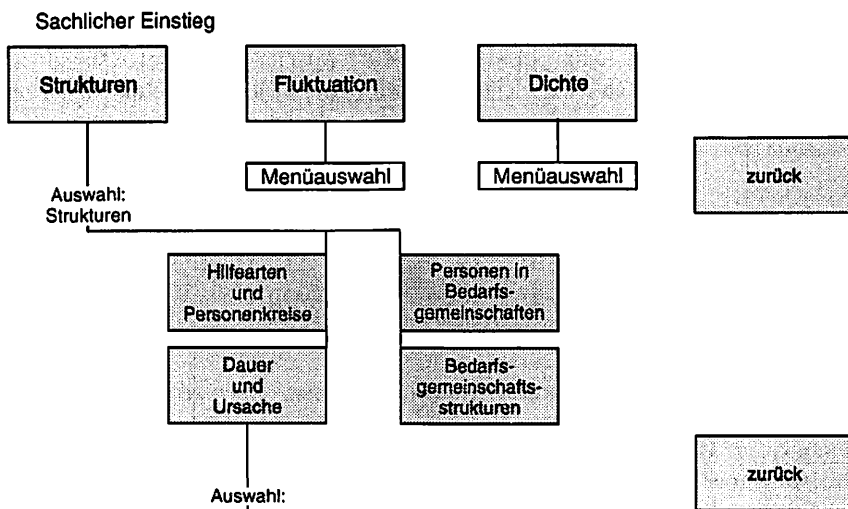 Sachlicher Einstieg
Strukturen
Fluktuation
Dichte
Menüauswahl
Menüauswahl
zurück
Auswahl:
Strukturen
Hilfearten
und
Personenkreise
Personen in
Bedarfs-
gemeinschaften
Dauer
und
Ursache
Bedarfs-
gemeinschafts-
strukturen
zurück
Auswahl: